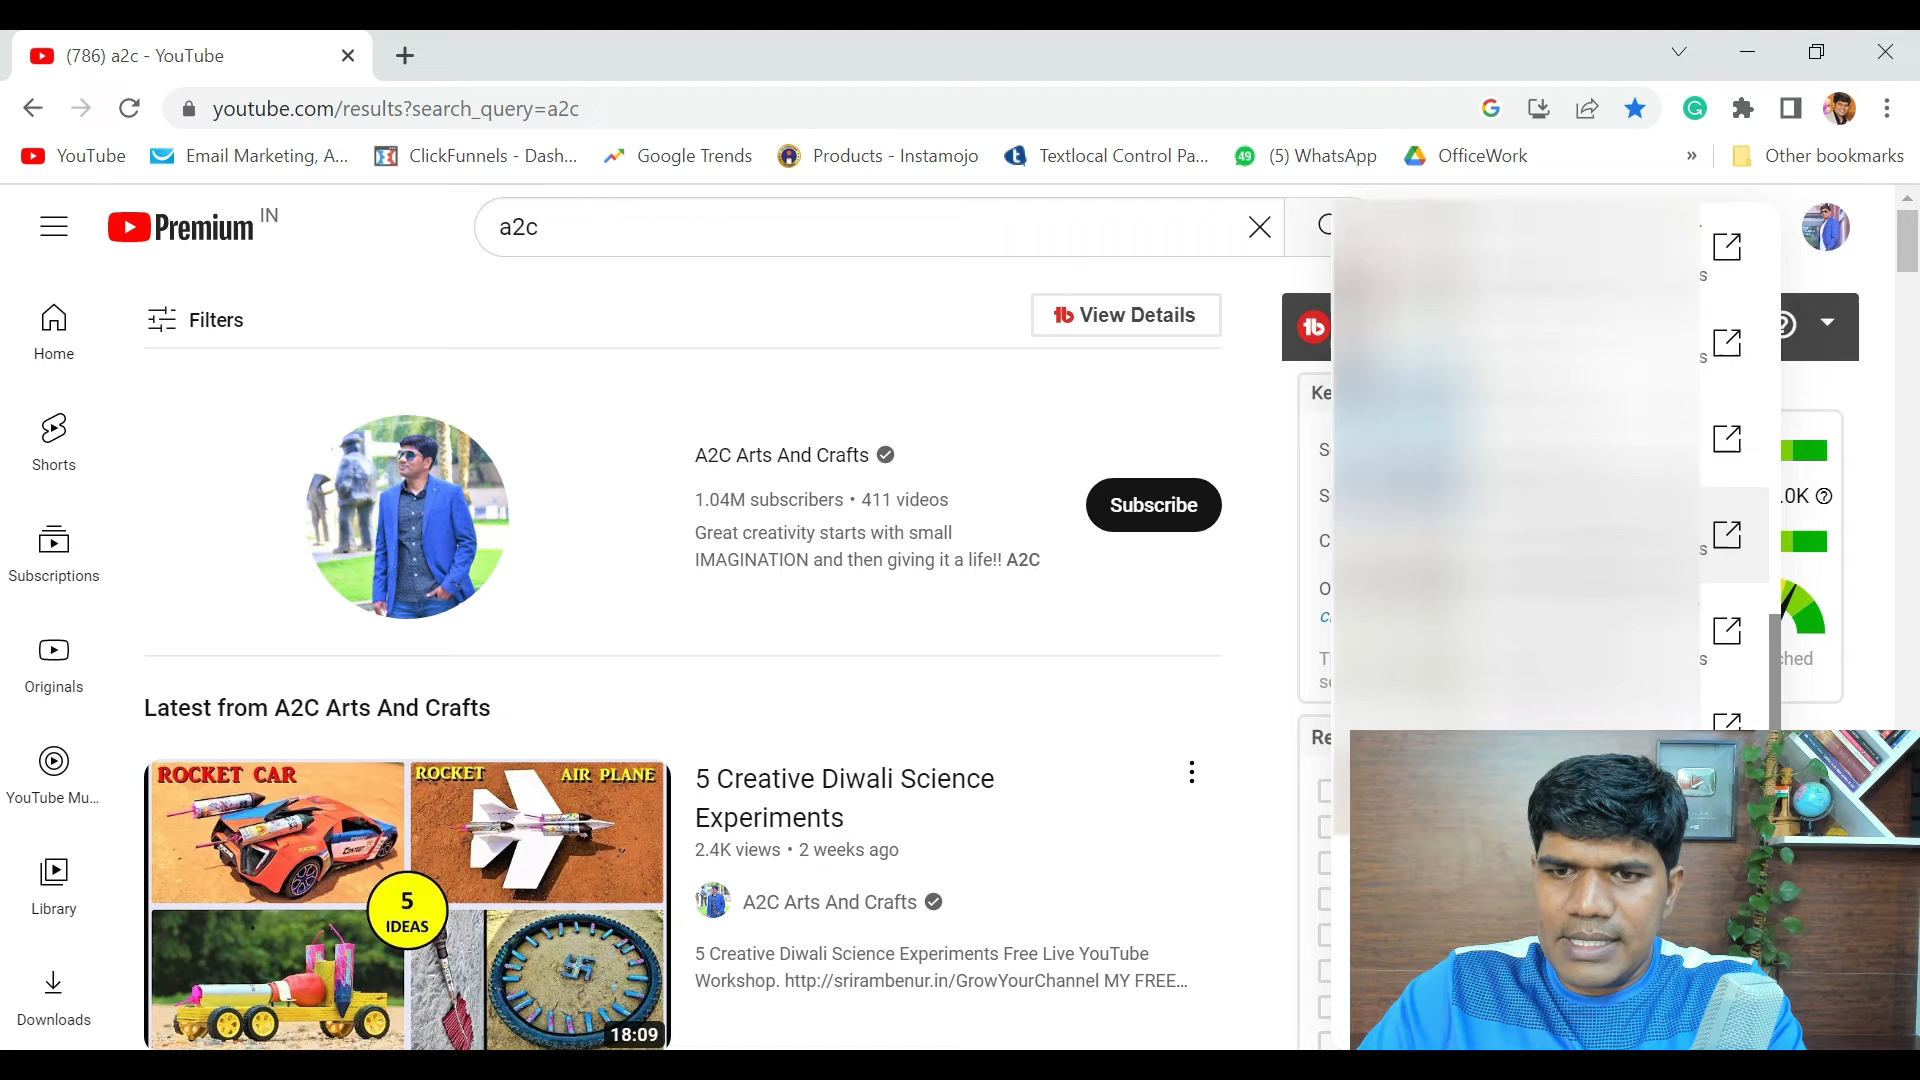 (786) a2c - YouTube
youtube.com/results?search_query=a2c
YouTube
Email Marketing, A...
ClickFunnels - Dash...
Google Trends
Products - Instamojo
Textlocal Control Pa...
49
(5) WhatsApp
OfficeWork
»
Other bookmarks
Premium IN
a2c
Filters
View Details
Home
Shorts
Subscriptions
Originals
YouTube Mu...
Library
Downloads
A2C Arts And Crafts
1.04M subscribers • 411 videos
Great creativity starts with small
IMAGINATION and then giving it a life!! A2C
Subscribe
Latest from A2C Arts And Crafts
ROCKET CAR
ROCKET AIR PLANE
5
IDEAS
18:09
5 Creative Diwali Science
Experiments
2.4K views • 2 weeks ago
A2C Arts And Crafts
5 Creative Diwali Science Experiments Free Live YouTube
Workshop. http://srirambenur.in/GrowYourChannel MY FREE...
.0K